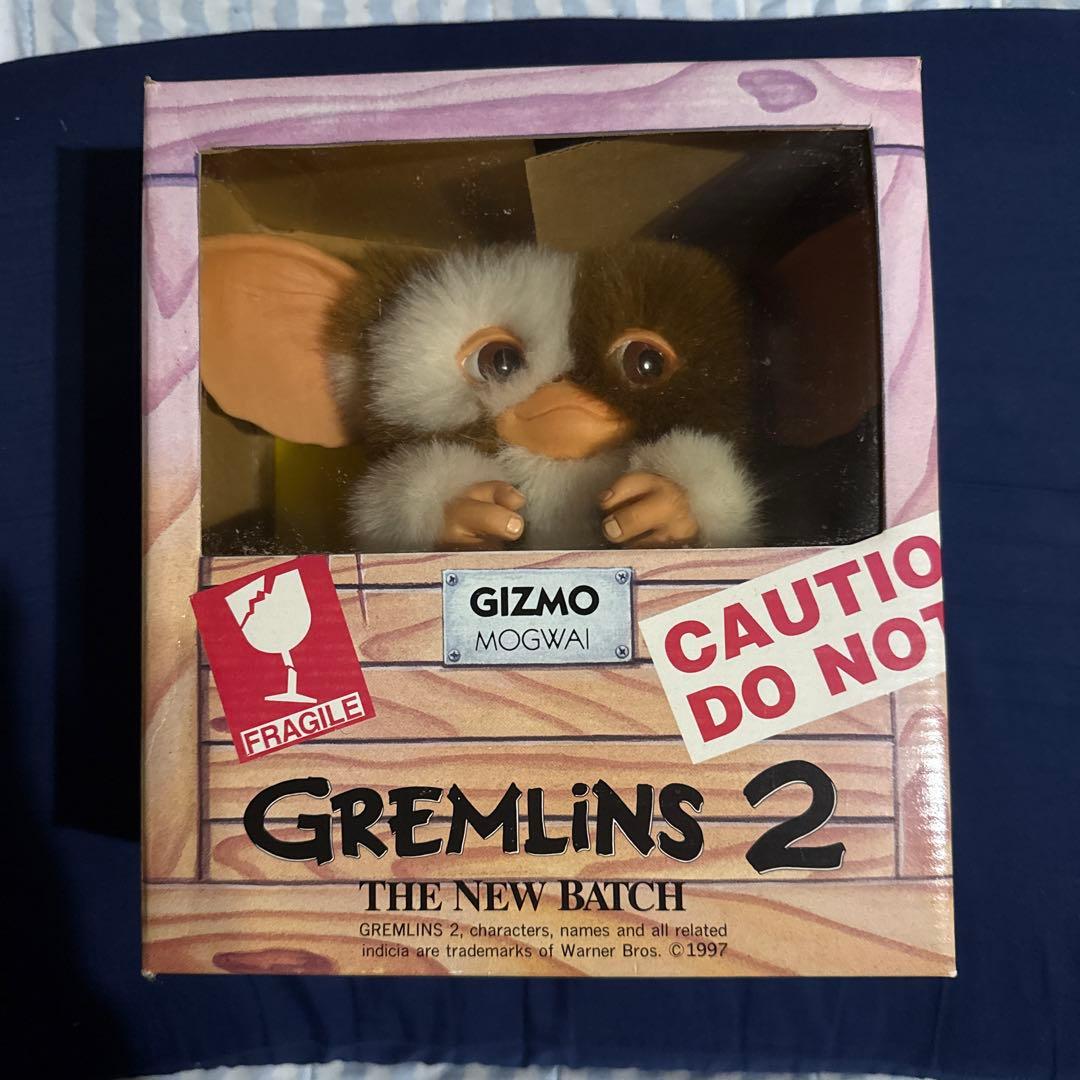 GIZMO
MOGWAI
FRAGILE
CAUTIO
DO NOT
GREMLiNS 2
THE NEW BATCH
GREMLINS 2, characters, names and all related
indicia are trademarks of Warner Bros. ©1997